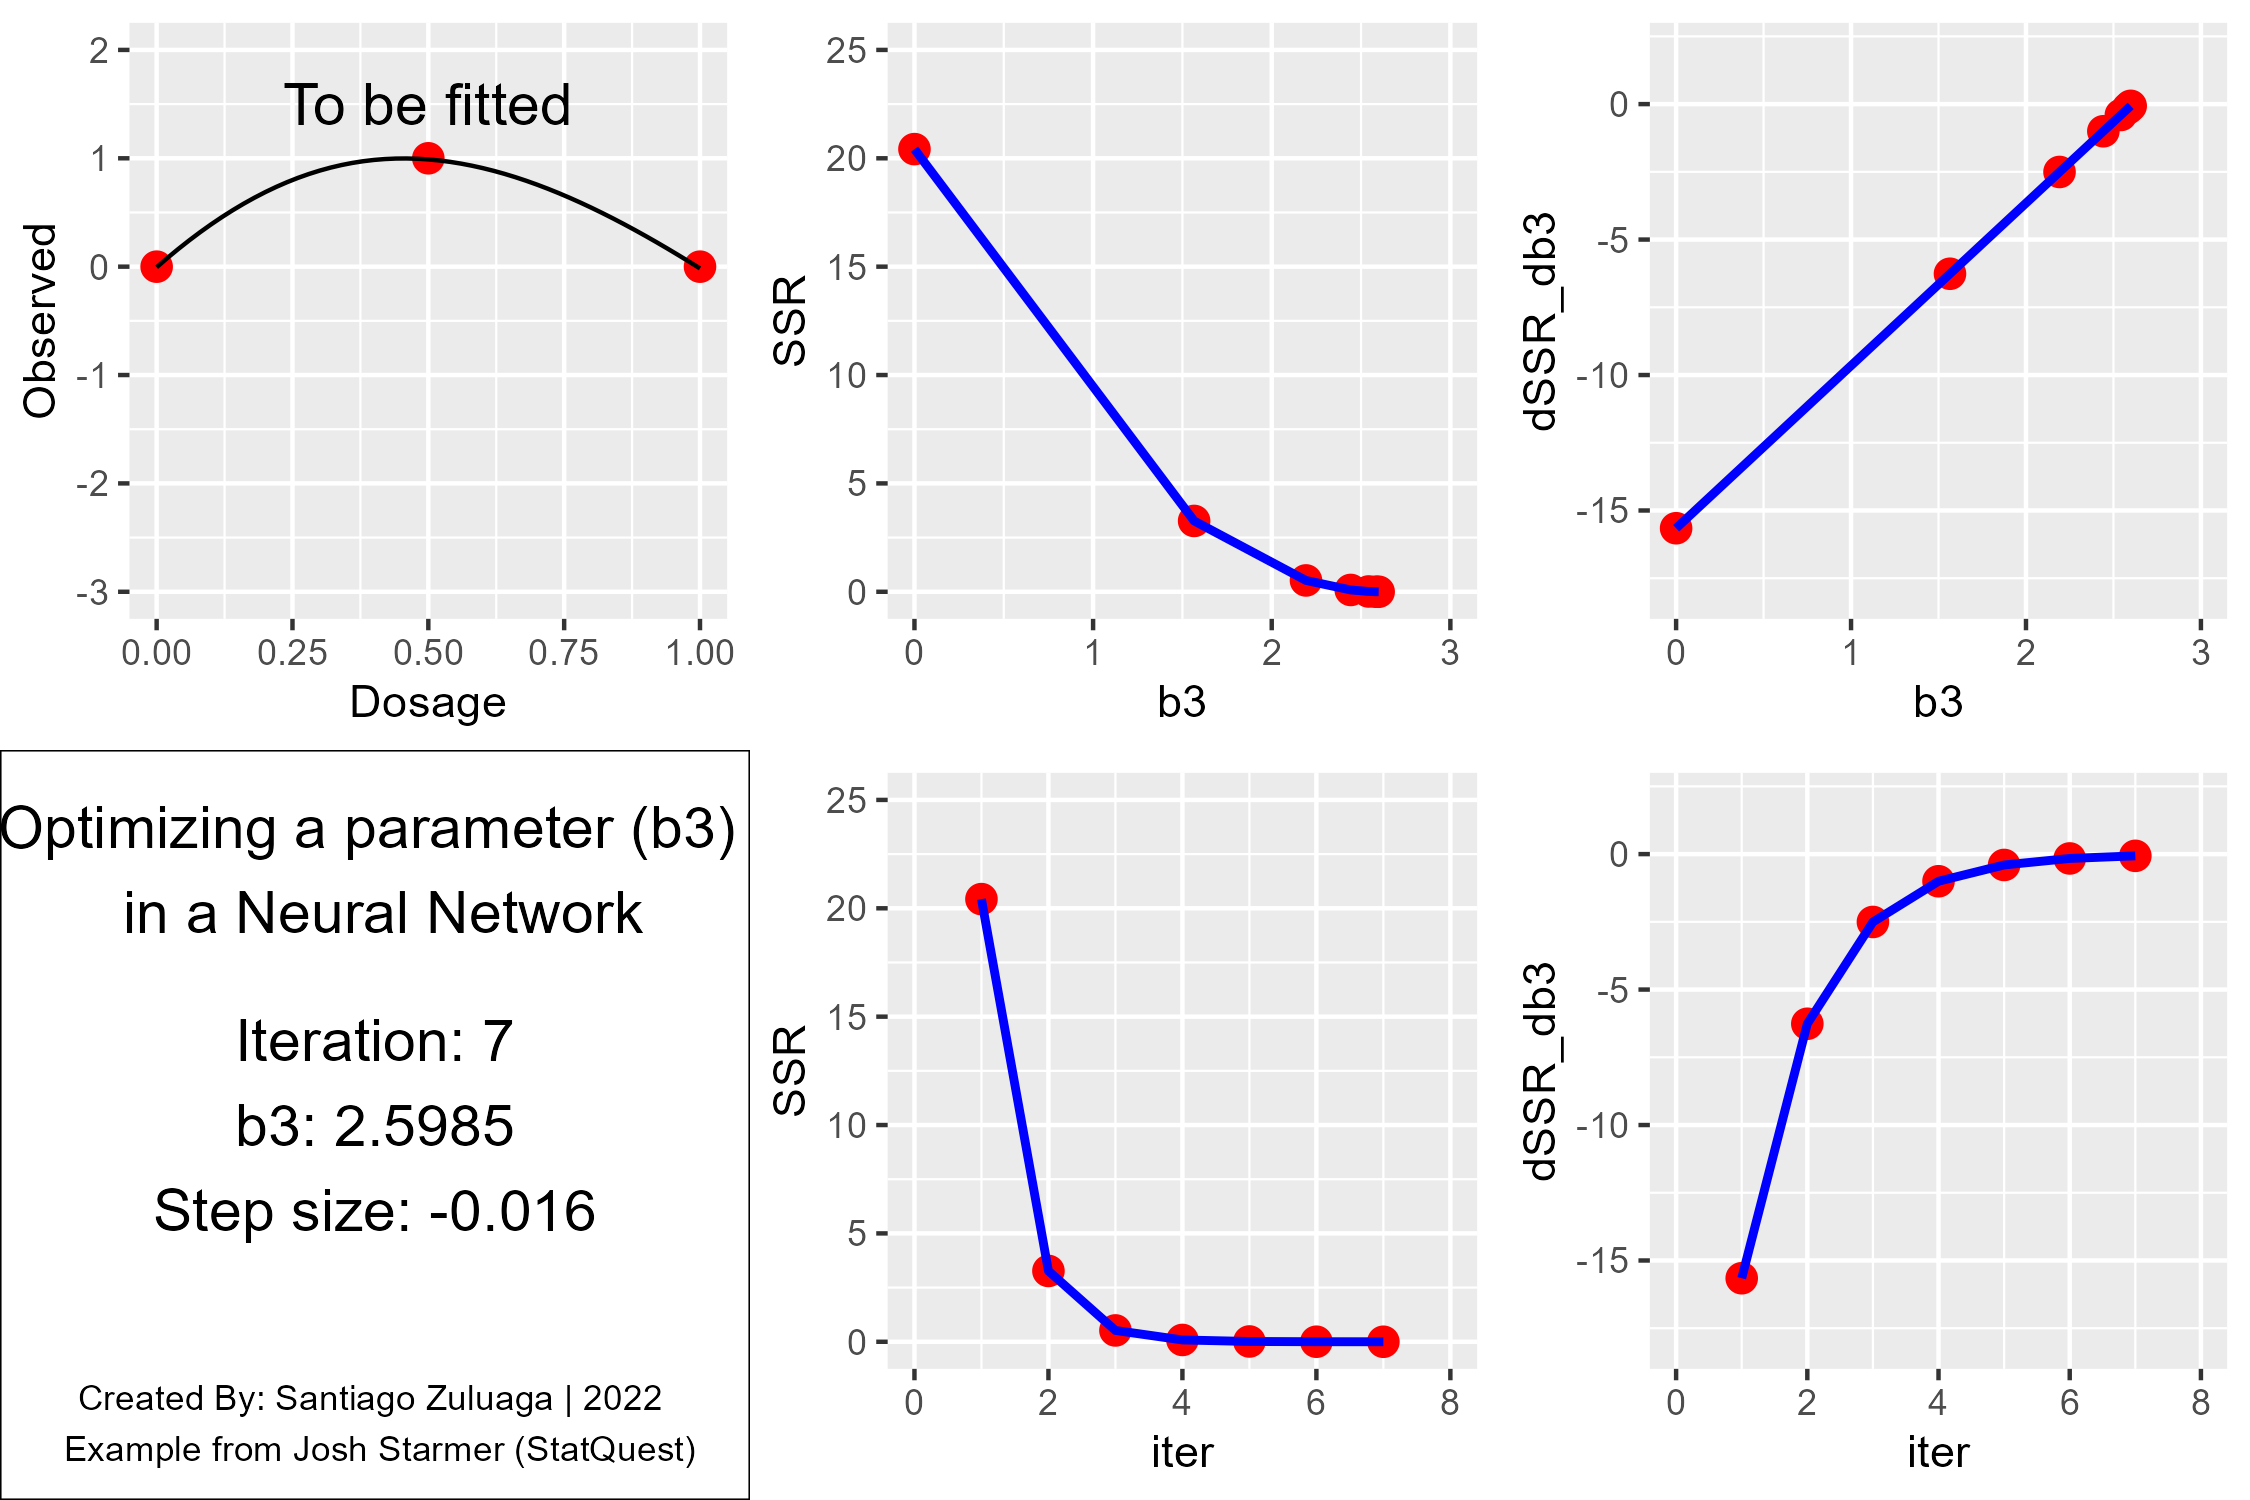 2
1
0
-1
-2
-3
Observed
To be fitted
0.00 0.25 0.50 0.75 1.00
Dosage
25
20
15
10
5
0
SSR
0 1 2 3
b3
0
-5
-10
-15
dSSR_db3
0 1 2 3
b3
Optimizing a parameter (b3)
in a Neural Network
Iteration: 7
b3: 2.5985
Step size: -0.016
Created By: Santiago Zuluaga | 2022
Example from Josh Starmer (StatQuest)
25
20
15
10
5
0
SSR
0 2 4 6 8
iter
0
-5
-10
-15
dSSR_db3
0 2 4 6 8
iter